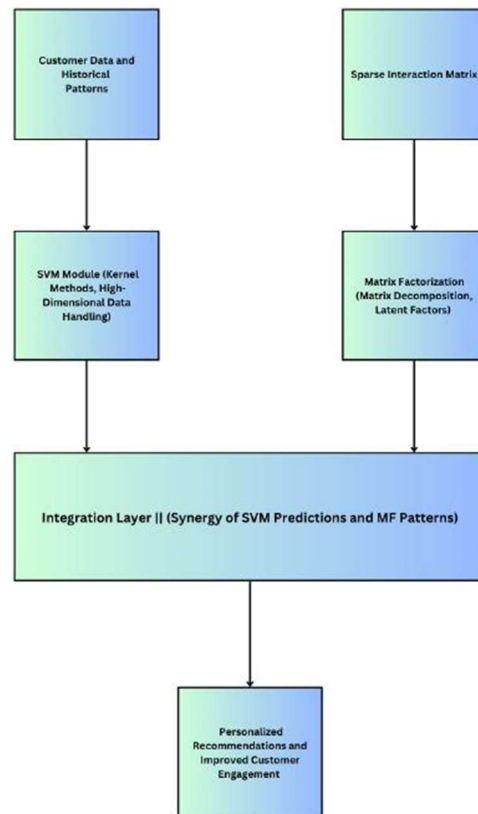 Customer Data and
Historical
Patterns
Sparse Interaction Matrix
SVM Module (Kernel
Methods, High-
Dimensional Data
Handling)
Matrix Factorization
(Matrix Decomposition,
Latent Factors)
Integration Layer || (Synergy of SVM Predictions and MF Patterns)
Personalized
Recommendations and
Improved Customer
Engagement